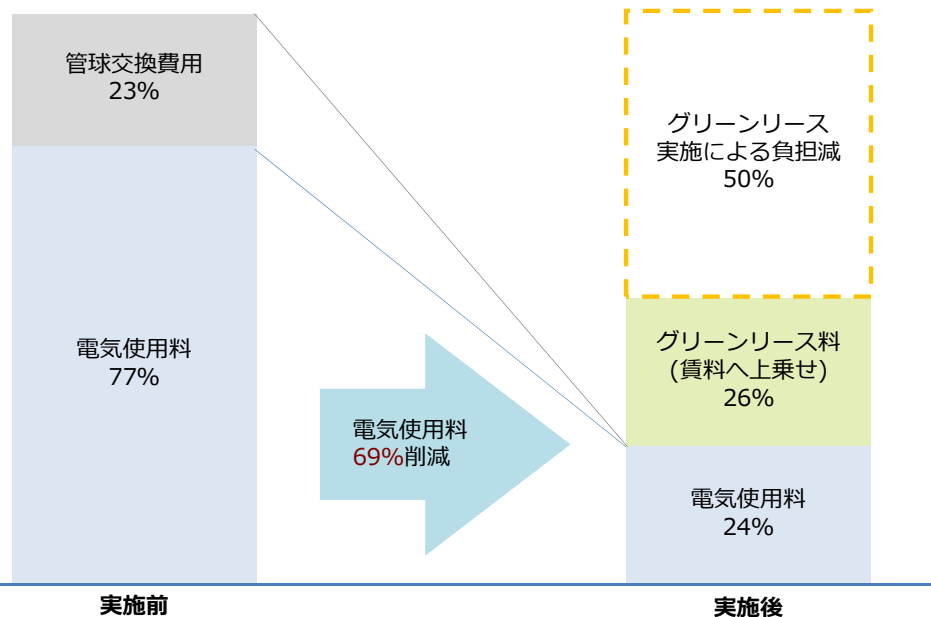 管球交換費用
23%
電気使用料
77%
電気使用料
69%削減
グリーンリース
実施による負担減
50%
グリーンリース料
(賃料へ上乗せ)
26%
電気使用料
24%
実施前
実施後